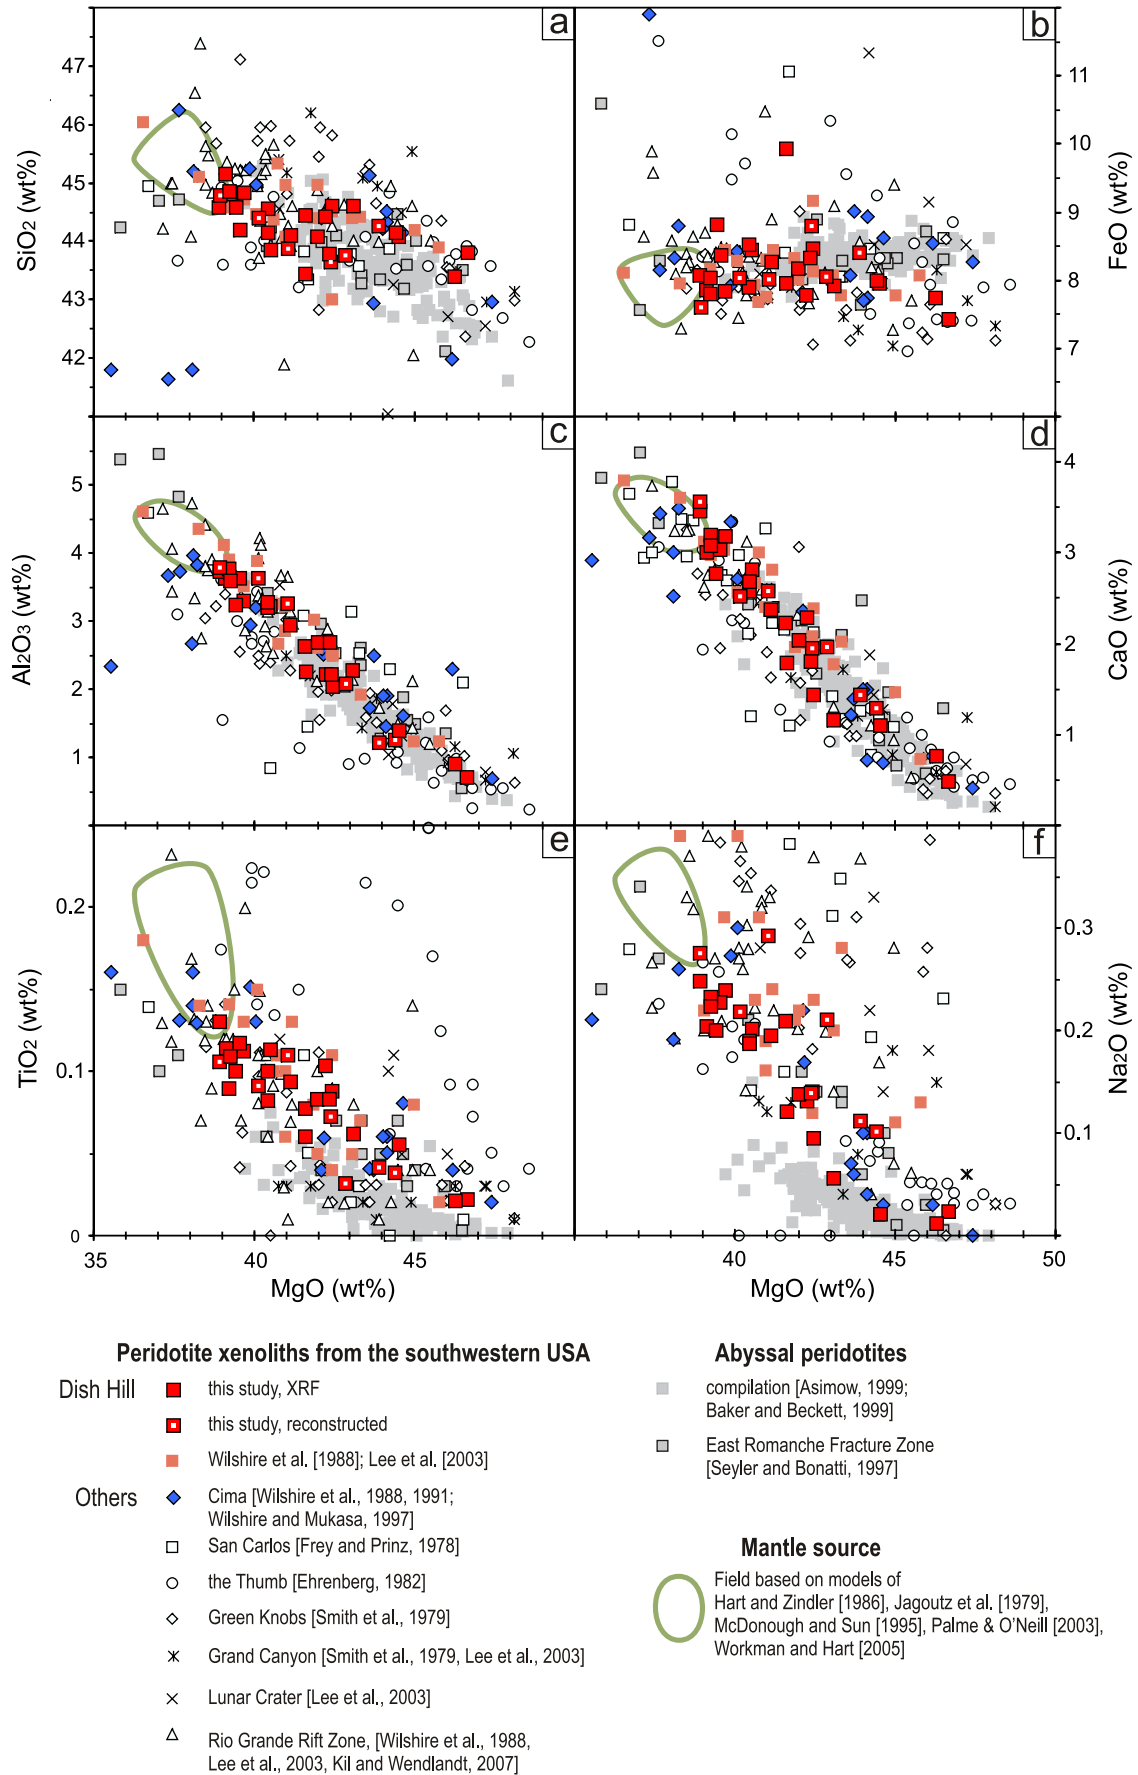 a
b
47
46
45
44
43
42
SiO2 (wt%)
11
10
9
8
7
FeO (wt%)
c
d
5
4
3
2
1
Al2O3 (wt%)
4
3
2
1
CaO (wt%)
e
f
0.2
0.1
0
TiO2 (wt%)
0.3
0.2
0.1
Na2O (wt%)
35
40
45
40
45
50
MgO (wt%)
MgO (wt%)
Peridotite xenoliths from the southwestern USA
Dish Hill
this study, XRF
this study, reconstructed
Wilshire et al. [1988]; Lee et al. [2003]
Others
Cima [Wilshire et al., 1988, 1991;
Wilshire and Mukasa, 1997]
San Carlos [Frey and Prinz, 1978]
the Thumb [Ehrenberg, 1982]
Green Knobs [Smith et al., 1979]
Grand Canyon [Smith et al., 1979, Lee et al., 2003]
Lunar Crater [Lee et al., 2003]
Rio Grande Rift Zone, [Wilshire et al., 1988,
Lee et al., 2003, Kil and Wendlandt, 2007]
Abyssal peridotites
compilation [Asimow, 1999;
Baker and Beckett, 1999]
East Romanche Fracture Zone
[Seyler and Bonatti, 1997]
Mantle source
Field based on models of
Hart and Zindler [1986], Jagoutz et al. [1979],
McDonough and Sun [1995], Palme & O'Neill [2003],
Workman and Hart [2005]